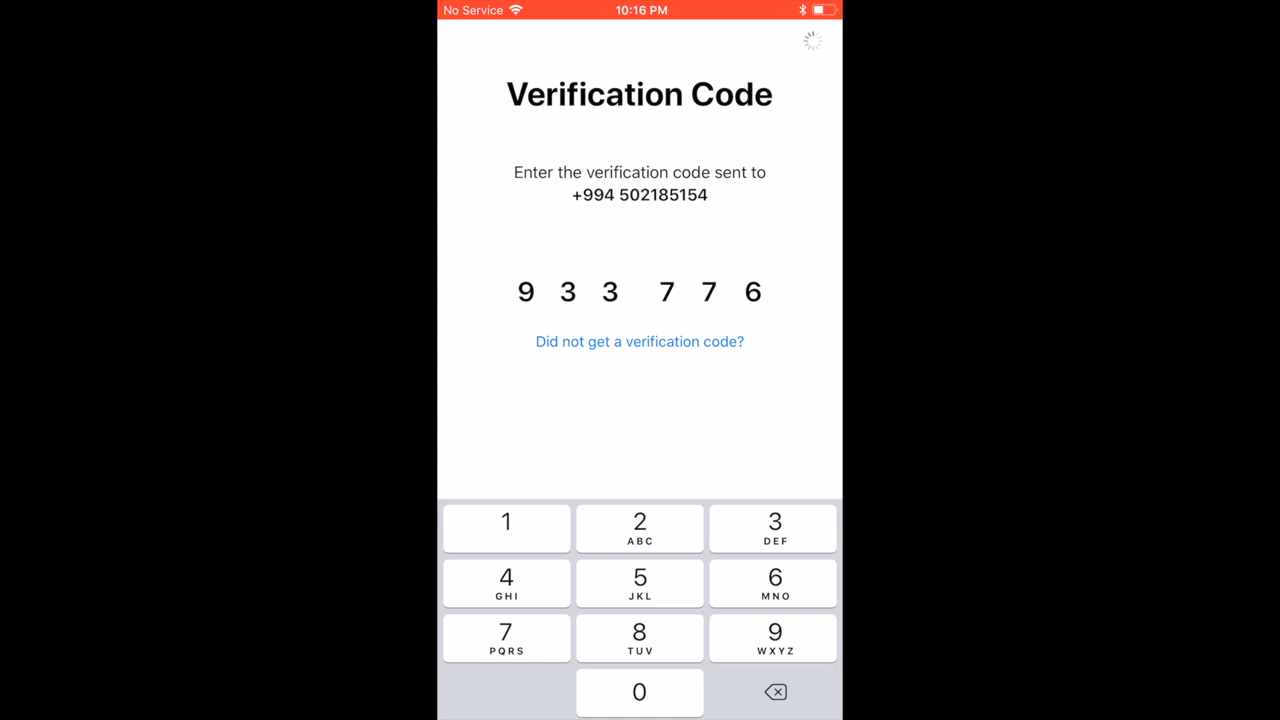 No Service 10:16 PM
Verification Code
Enter the verification code sent to
+994 502185154
9 3 3 7 7 6
Did not get a verification code?
1 2 3
ABC DEF
4 5 6
GHI JKL MNO
7 8 9
PQRS TUV WXYZ
0